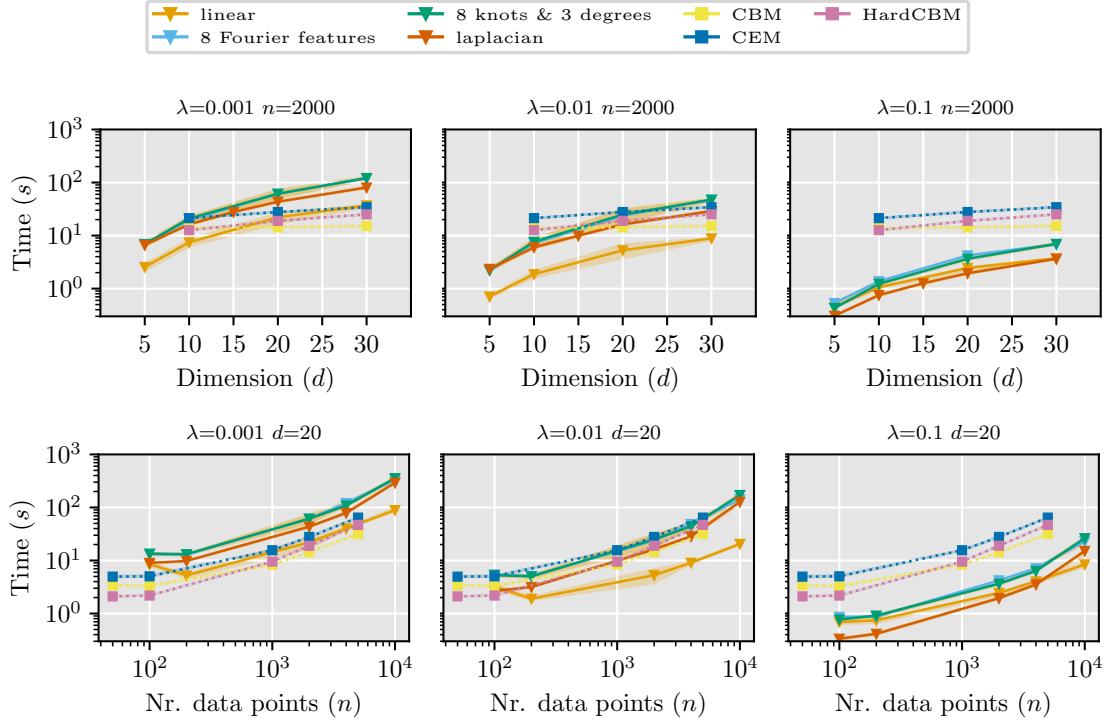 linear 8 knots & 3 degrees CBM HardCBM
8 Fourier features laplacian CEM
λ=0.001 n=2000 λ=0.01 n=2000 λ=0.1 n=2000
10³
10²
10¹
10⁰
Time (s)
5 10 15 20 25 30 5 10 15 20 25 30 5 10 15 20 25 30
Dimension (d) Dimension (d) Dimension (d)
λ=0.001 d=20 λ=0.01 d=20 λ=0.1 d=20
10³
10²
10¹
10⁰
Time (s)
10² 10³ 10⁴ 10² 10³ 10⁴ 10² 10³ 10⁴
Nr. data points (n) Nr. data points (n) Nr. data points (n)